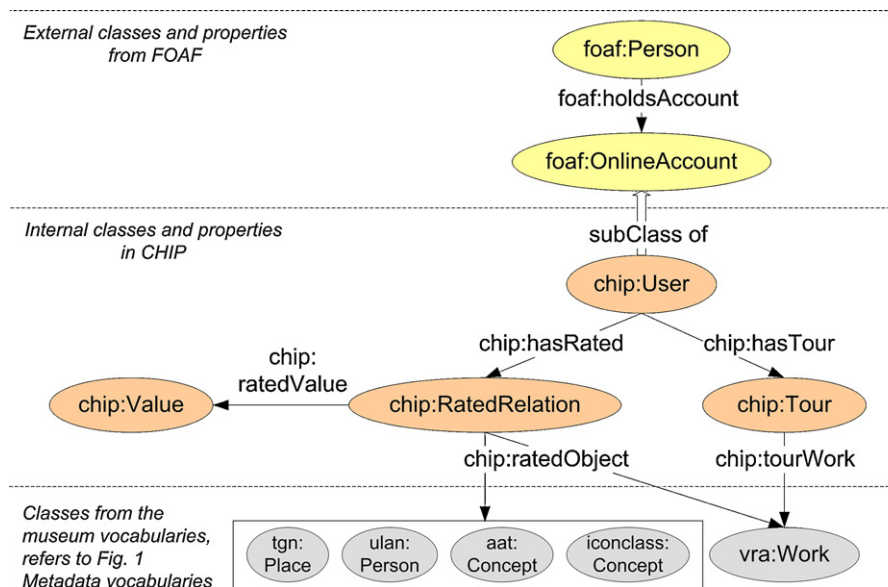 External classes and properties
from FOAF
foaf:Person
foaf:holdsAccount
foaf:OnlineAccount
Internal classes and properties
in CHIP
subClass of
chip:User
chip:hasRated
chip:hasTour
chip:
ratedValue
chip:Value
chip:RatedRelation
chip:Tour
chip:ratedObject
chip:tourWork
Classes from the
museum vocabularies,
refers to Fig. 1
Metadata vocabularies
tgn:
Place
ulan:
Person
aat:
Concept
iconclass:
Concept
vra:Work